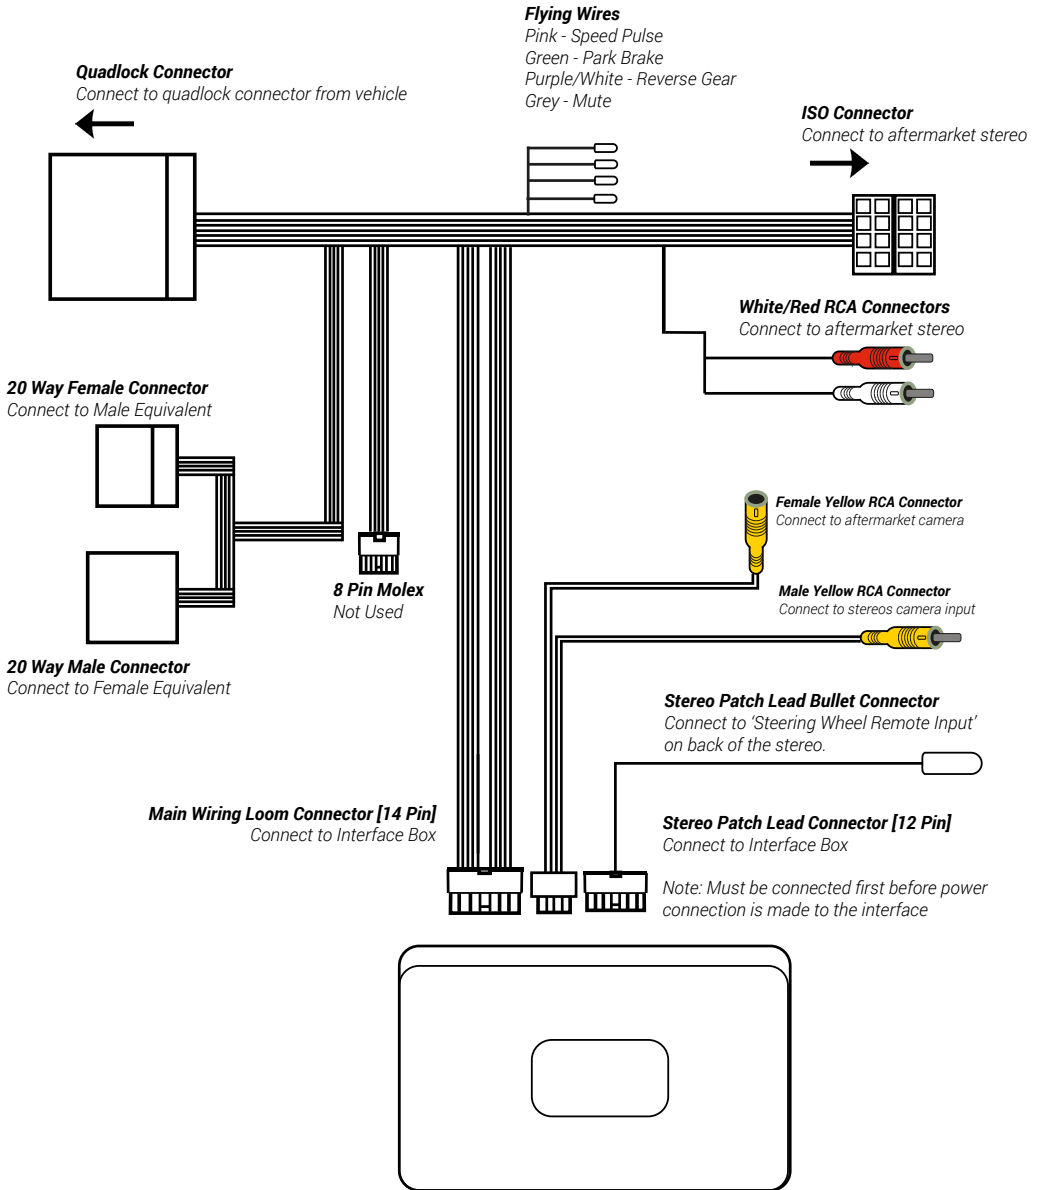 Flying Wires
Pink - Speed Pulse
Green - Park Brake
Purple/White - Reverse Gear
Grey - Mute
Quadlock Connector
Connect to quadlock connector from vehicle
ISO Connector
Connect to aftermarket stereo
White/Red RCA Connectors
Connect to aftermarket stereo
20 Way Female Connector
Connect to Male Equivalent
Female Yellow RCA Connector
Connect to aftermarket camera
8 Pin Molex
Not Used
Male Yellow RCA Connector
Connect to stereos camera input
20 Way Male Connector
Connect to Female Equivalent
Stereo Patch Lead Bullet Connector
Connect to ‘Steering Wheel Remote Input’
on back of the stereo.
Main Wiring Loom Connector [14 Pin]
Connect to Interface Box
Stereo Patch Lead Connector [12 Pin]
Connect to Interface Box
Note: Must be connected first before power
connection is made to the interface